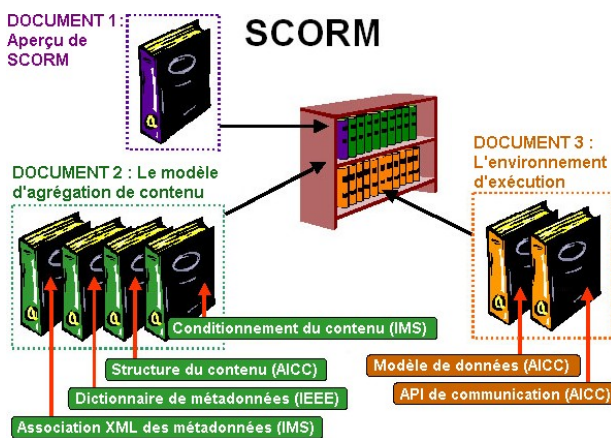 DOCUMENT 1 :
Aperçu de
SCORM
SCORM
DOCUMENT 2 : Le modèle
d'agrégation de contenu
DOCUMENT 3 :
L'environnement
d'exécution
Conditionnement du contenu (IMS)
Structure du contenu (AICC)
Dictionnaire de métadonnées (IEEE)
Association XML des métadonnées (IMS)
Modèle de données (AICC)
API de communication (AICC)